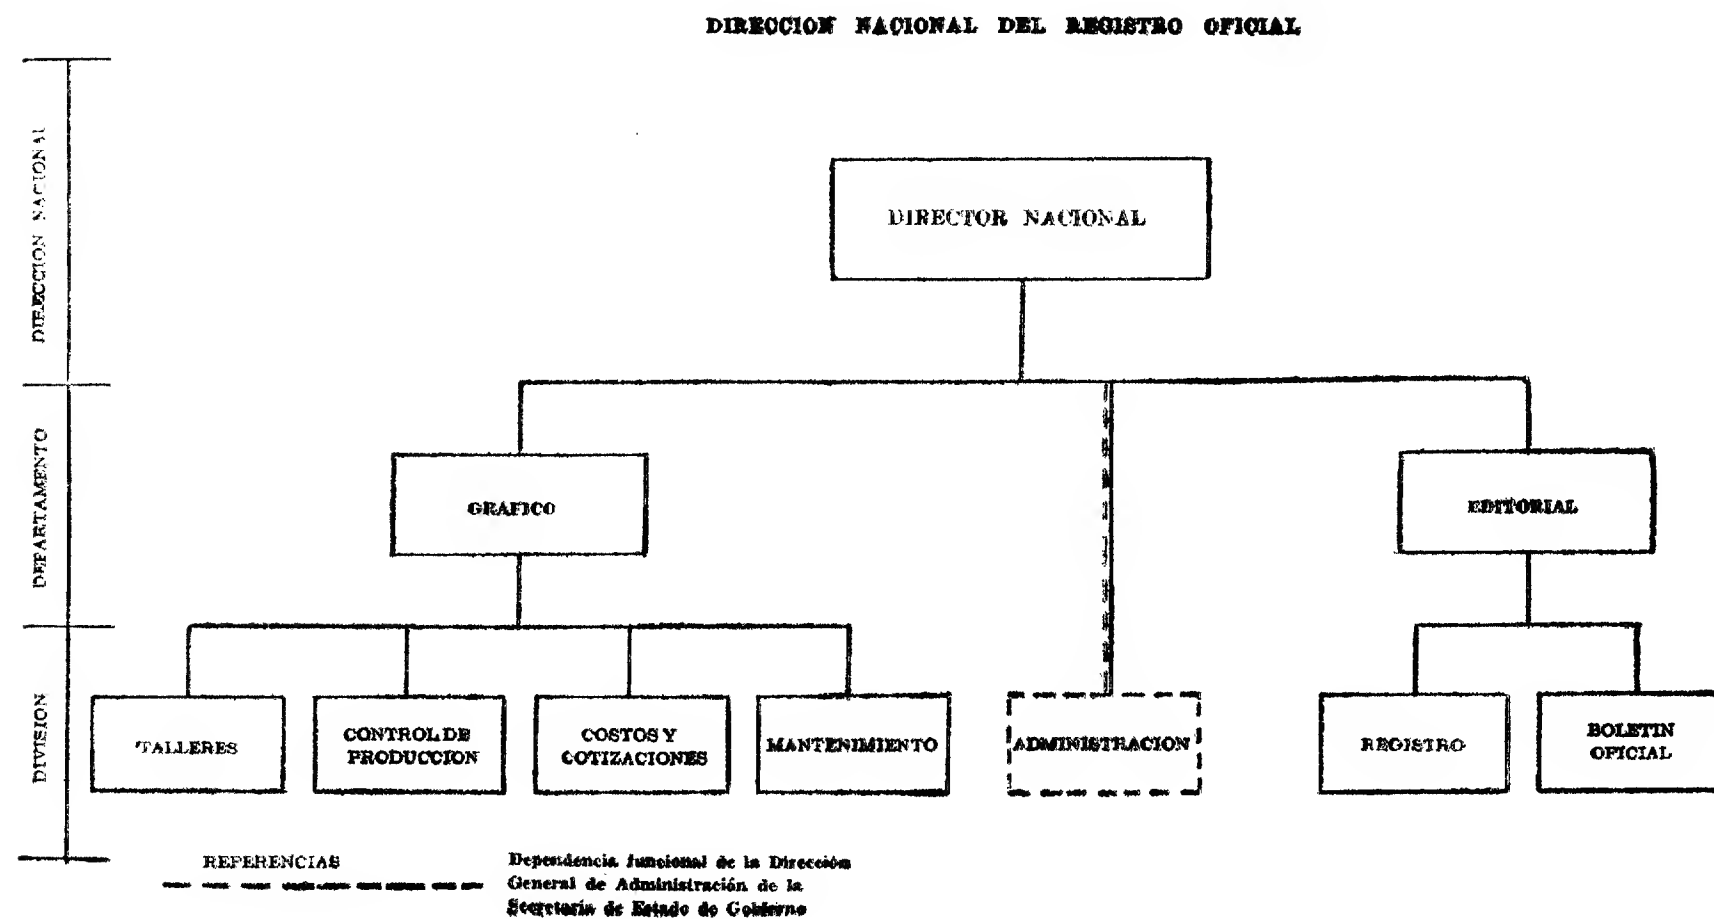 DIRECCION NACIONAL DEL REGISTRO OFICIAL
DIRECCION NACIONAL
DIRECTOR NACIONAL
DEPARTAMENTO
GRAFICO
EDITORIAL
DIVISION
TALLERES
CONTROL DE
PRODUCCION
COSTOS Y
COTIZACIONES
MANTENIMIENTO
ADMINISTRACION
REGISTRO
BOLETIN
OFICIAL
REFERENCIAS
Dependencia funcional de la Dirección
General de Administración de la
Secretaría de Estado de Gobierno